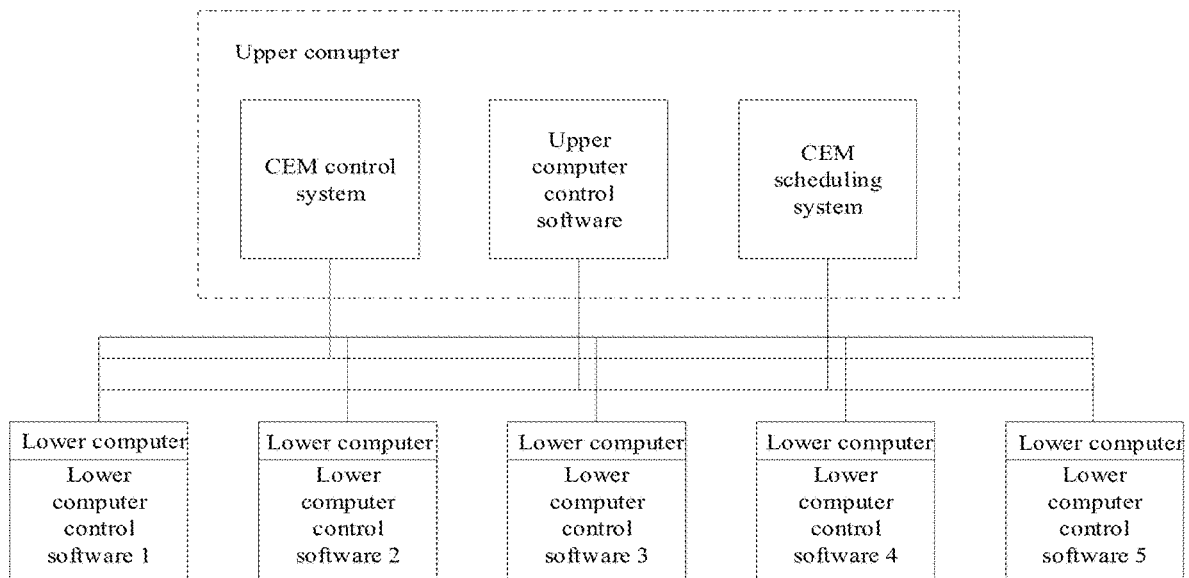 Upper comupter
CEM control
system
Upper
computer
control
software
CEM
scheduling
system
Lower computer
Lower
computer
control
software 1
Lower computer
Lower
computer
control
software 2
Lower computer
Lower
computer
control
software 3
Lower computer
Lower
computer
control
software 4
Lower computer
Lower
computer
control
software 5